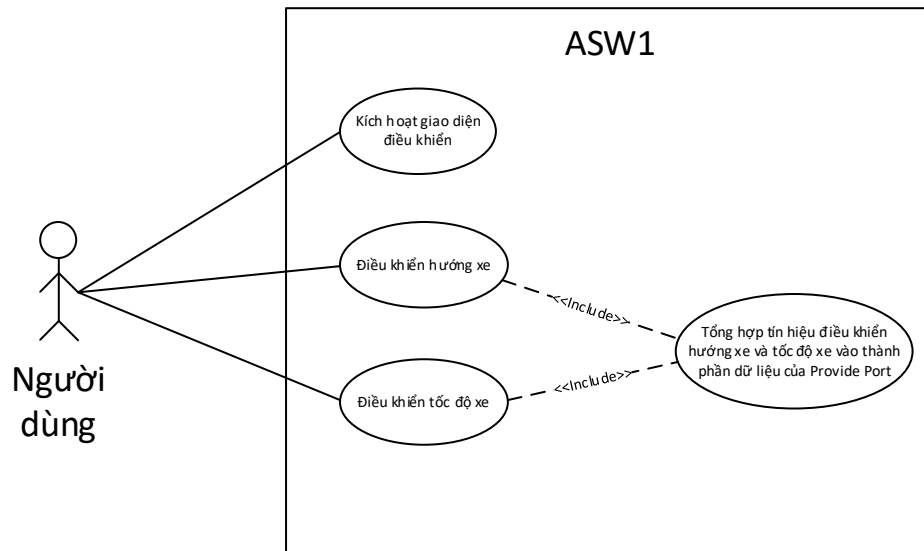 ASW1
Kích hoạt giao diện
điều khiển
Điều khiển hướng xe
<<Include>>
Tổng hợp tín hiệu điều khiển
hướng xe và tốc độ xe vào thành
phần dữ liệu của Provide Port
<<Include>>
Điều khiển tốc độ xe
Người
dùng